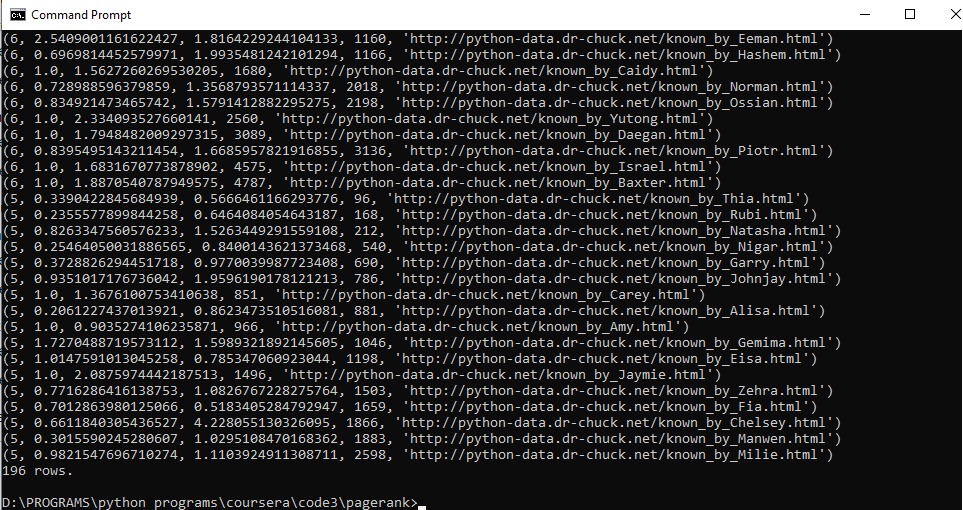 Command Prompt
(6, 2.5409001161622427, 1.8164229244104133, 1160, 'http://python-data.dr-chuck.net/known_by_Eeman.html')
(6, 0.6969814452579971, 1.9935481242101294, 1166, 'http://python-data.dr-chuck.net/known_by_Hashem.html')
(6, 1.0, 1.5627260269530205, 1680, 'http://python-data.dr-chuck.net/known_by_Caidy.html')
(6, 0.728988596379859, 1.3568793571114337, 2018, 'http://python-data.dr-chuck.net/known_by_Norman.html')
(6, 0.834921473465742, 1.5791412882295275, 2198, 'http://python-data.dr-chuck.net/known_by_Ossian.html')
(6, 1.0, 2.334093527660141, 2560, 'http://python-data.dr-chuck.net/known_by_Yutong.html')
(6, 1.0, 1.7948482009297315, 3089, 'http://python-data.dr-chuck.net/known_by_Daegan.html')
(6, 0.8395495143211454, 1.6685957821916855, 3136, 'http://python-data.dr-chuck.net/known_by_Piotr.html')
(6, 1.0, 1.6831670773878902, 4575, 'http://python-data.dr-chuck.net/known_by_Israel.html')
(6, 1.0, 1.8870540787949575, 4787, 'http://python-data.dr-chuck.net/known_by_Baxter.html')
(5, 0.3390422845684939, 0.5666461166293776, 96, 'http://python-data.dr-chuck.net/known_by_Thia.html')
(5, 0.2355577899844258, 0.6464084054643187, 168, 'http://python-data.dr-chuck.net/known_by_Rubi.html')
(5, 0.8263347560576233, 1.5263449291559108, 212, 'http://python-data.dr-chuck.net/known_by_Natasha.html')
(5, 0.25464050031886565, 0.8400143621373468, 540, 'http://python-data.dr-chuck.net/known_by_Nigar.html')
(5, 0.3728826294451718, 0.9770039987723408, 690, 'http://python-data.dr-chuck.net/known_by_Garry.html')
(5, 0.9351017176736042, 1.9596190178121213, 786, 'http://python-data.dr-chuck.net/known_by_Johnjay.html')
(5, 1.0, 1.3676100753410638, 851, 'http://python-data.dr-chuck.net/known_by_Carey.html')
(5, 0.2061227437013921, 0.8623473510516081, 881, 'http://python-data.dr-chuck.net/known_by_Alisa.html')
(5, 1.0, 0.9035274106235871, 966, 'http://python-data.dr-chuck.net/known_by_Amy.html')
(5, 1.7270488719573112, 1.5989321892145605, 1046, 'http://python-data.dr-chuck.net/known_by_Gemima.html')
(5, 1.0147591013045258, 0.785347060923044, 1198, 'http://python-data.dr-chuck.net/known_by_Eisa.html')
(5, 1.0, 2.0875974442187513, 1496, 'http://python-data.dr-chuck.net/known_by_Jaymie.html')
(5, 0.7716286416138753, 1.0826767228275764, 1503, 'http://python-data.dr-chuck.net/known_by_Zehra.html')
(5, 0.7012863980125066, 0.5183405284792947, 1659, 'http://python-data.dr-chuck.net/known_by_Fia.html')
(5, 0.6611840305436527, 4.228055130326095, 1866, 'http://python-data.dr-chuck.net/known_by_Chelsey.html')
(5, 0.3015590245280607, 1.0295108470168362, 1883, 'http://python-data.dr-chuck.net/known_by_Manwen.html')
(5, 0.9821547696710274, 1.1103924911308711, 2598, 'http://python-data.dr-chuck.net/known_by_Milie.html')
196 rows.
D:\PROGRAMS\python programs\coursera\code3\pagerank>